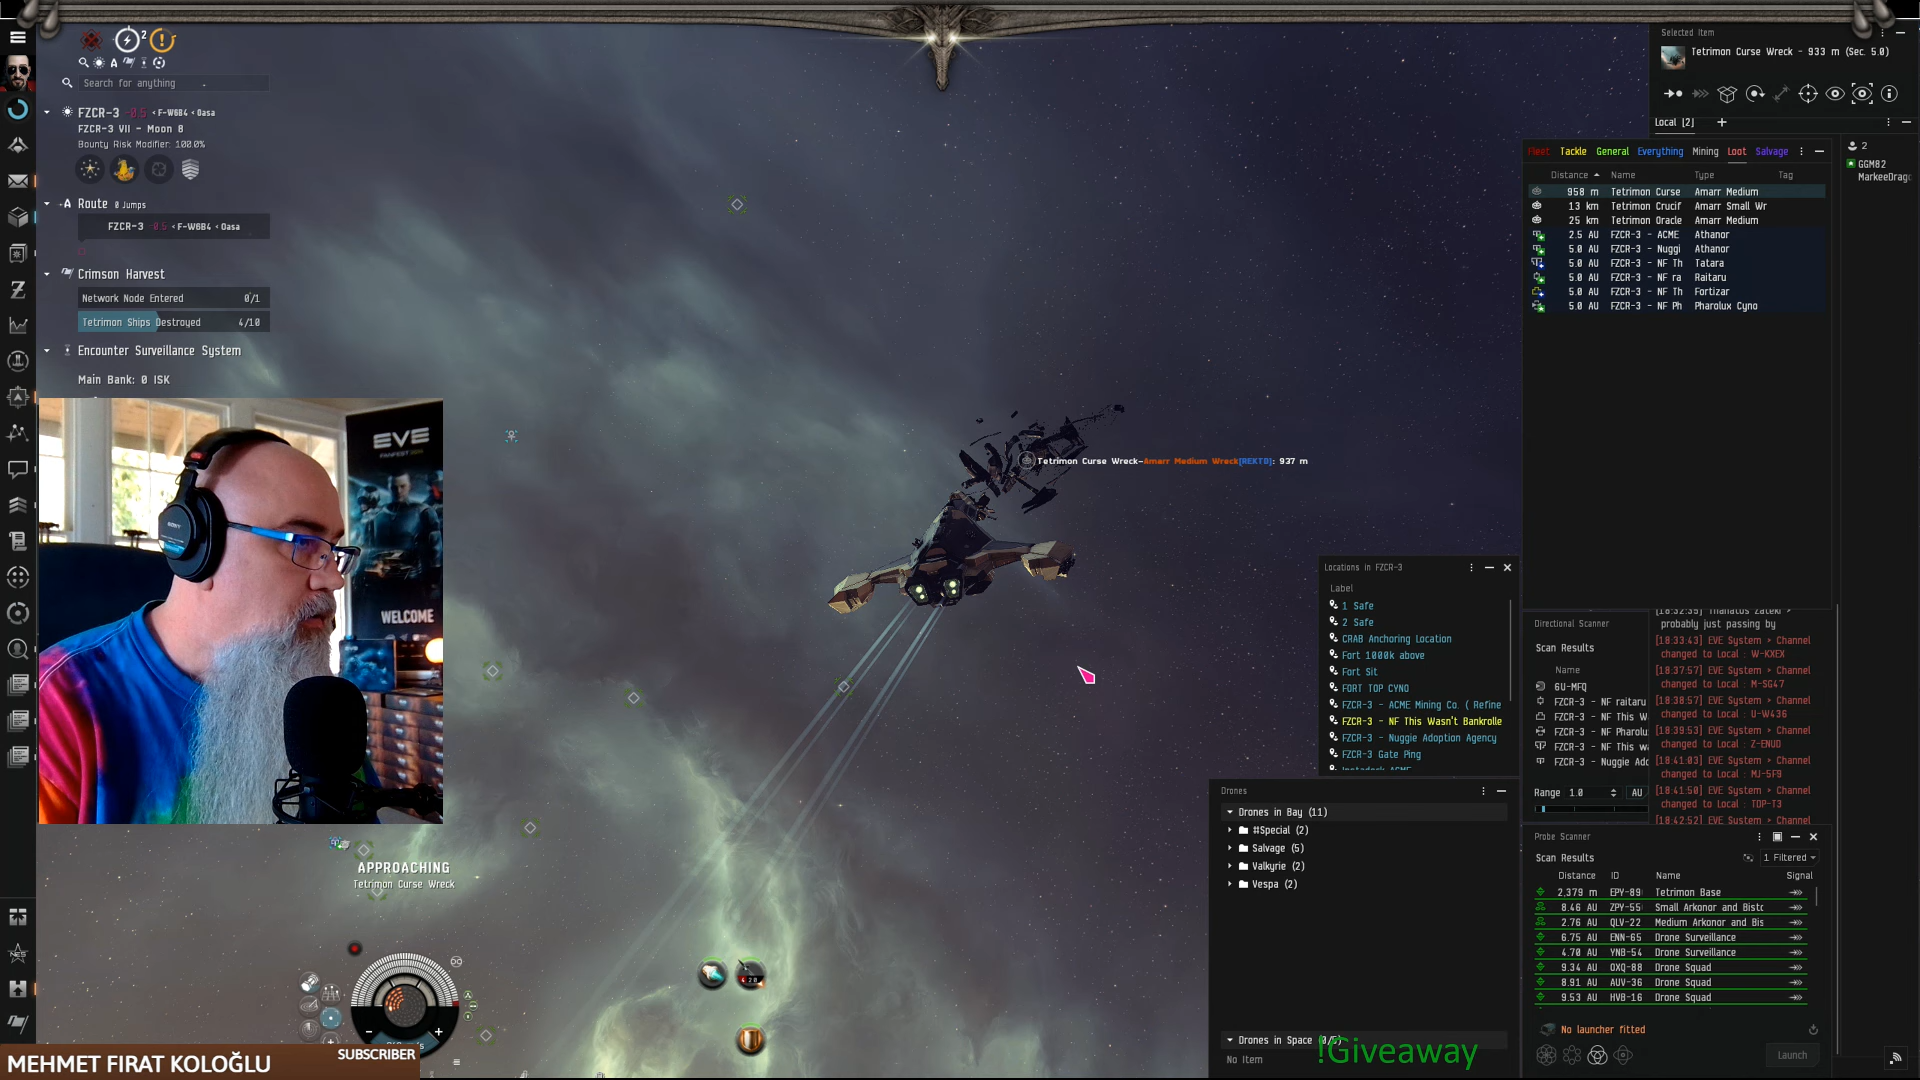 2
Search for anything
FZCR-3 -0.5 < F-W6B4 < Oasa
FZCR-3 VII - Moon 8
Bounty Risk Modifier: 100.0%
Route 0 Jumps
FZCR-3 -0.5 < F-W6B4 < Oasa
Crimson Harvest
Network Node Entered 0/1
Tetrimon Ships Destroyed 4/10
Encounter Surveillance System
Main Bank: 0 ISK
EVE
FANFEST
WELCOME
SONY
Tetrimon Curse Wreck-Amarr Medium Wreck[REKTD]: 937 m
APPROACHING
Tetrimon Curse Wreck
MEHMET FIRAT KOLOĞLU
SUBSCRIBER
Selected Item
Tetrimon Curse Wreck - 933 m (Sec. 5.0)
Local [2]
2
GGM82
MarkeeDrag
Fleet Tackle General Everything Mining Loot Salvage
Distance Name Type Tag
958 m Tetrimon Curse Amarr Medium
13 km Tetrimon Crucif Amarr Small Wr
25 km Tetrimon Oracle Amarr Medium
2.5 AU FZCR-3 - ACME Athanor
5.0 AU FZCR-3 - Nuggi Athanor
5.0 AU FZCR-3 - NF Th Tatara
5.0 AU FZCR-3 - NF ra Raitaru
5.0 AU FZCR-3 - NF Th Fortizar
5.0 AU FZCR-3 - NF Ph Pharolux Cyno
Locations in FZCR-3
Label
1 Safe
2 Safe
CRAB Anchoring Location
Fort 1000k above
Fort Sit
FORT TOP CYNO
FZCR-3 - ACME Mining Co. ( Refine
FZCR-3 - NF This Wasn't Bankrolle
FZCR-3 - Nuggie Adoption Agency
FZCR-3 Gate Ping
Directional Scanner
Scan Results
Name
6U-MFQ
FZCR-3 - NF raitaru
FZCR-3 - NF This W
FZCR-3 - NF Pharolu
FZCR-3 - NF This wa
FZCR-3 - Nuggie Adc
Range 1.0 AU
probably just passing by
[18:33:43] EVE System > Channel
changed to Local : W-KXEX
[18:37:57] EVE System > Channel
changed to Local : M-SG47
[18:38:57] EVE System > Channel
changed to Local : U-W436
[18:39:53] EVE System > Channel
changed to Local : Z-ENUD
[18:41:03] EVE System > Channel
changed to Local : MJ-5F9
[18:41:50] EVE System > Channel
changed to Local : TDP-T3
[18:42:52] EVE System > Channel
Drones
Drones in Bay (11)
#Special (2)
Salvage (5)
Valkyrie (2)
Vespa (2)
Drones in Space
No Item
!Giveaway
Probe Scanner
Scan Results
1 Filtered
Distance ID Name Signal
2,379 m EPY-89 Tetrimon Base
8.46 AU ZPY-55 Small Arkonor and Bistc
2.76 AU QLV-22 Medium Arkonor and Bis
6.75 AU ENN-65 Drone Surveillance
4.70 AU YNB-54 Drone Surveillance
9.34 AU OXQ-88 Drone Squad
8.91 AU AUV-36 Drone Squad
9.53 AU HVB-16 Drone Squad
No launcher fitted
Launch